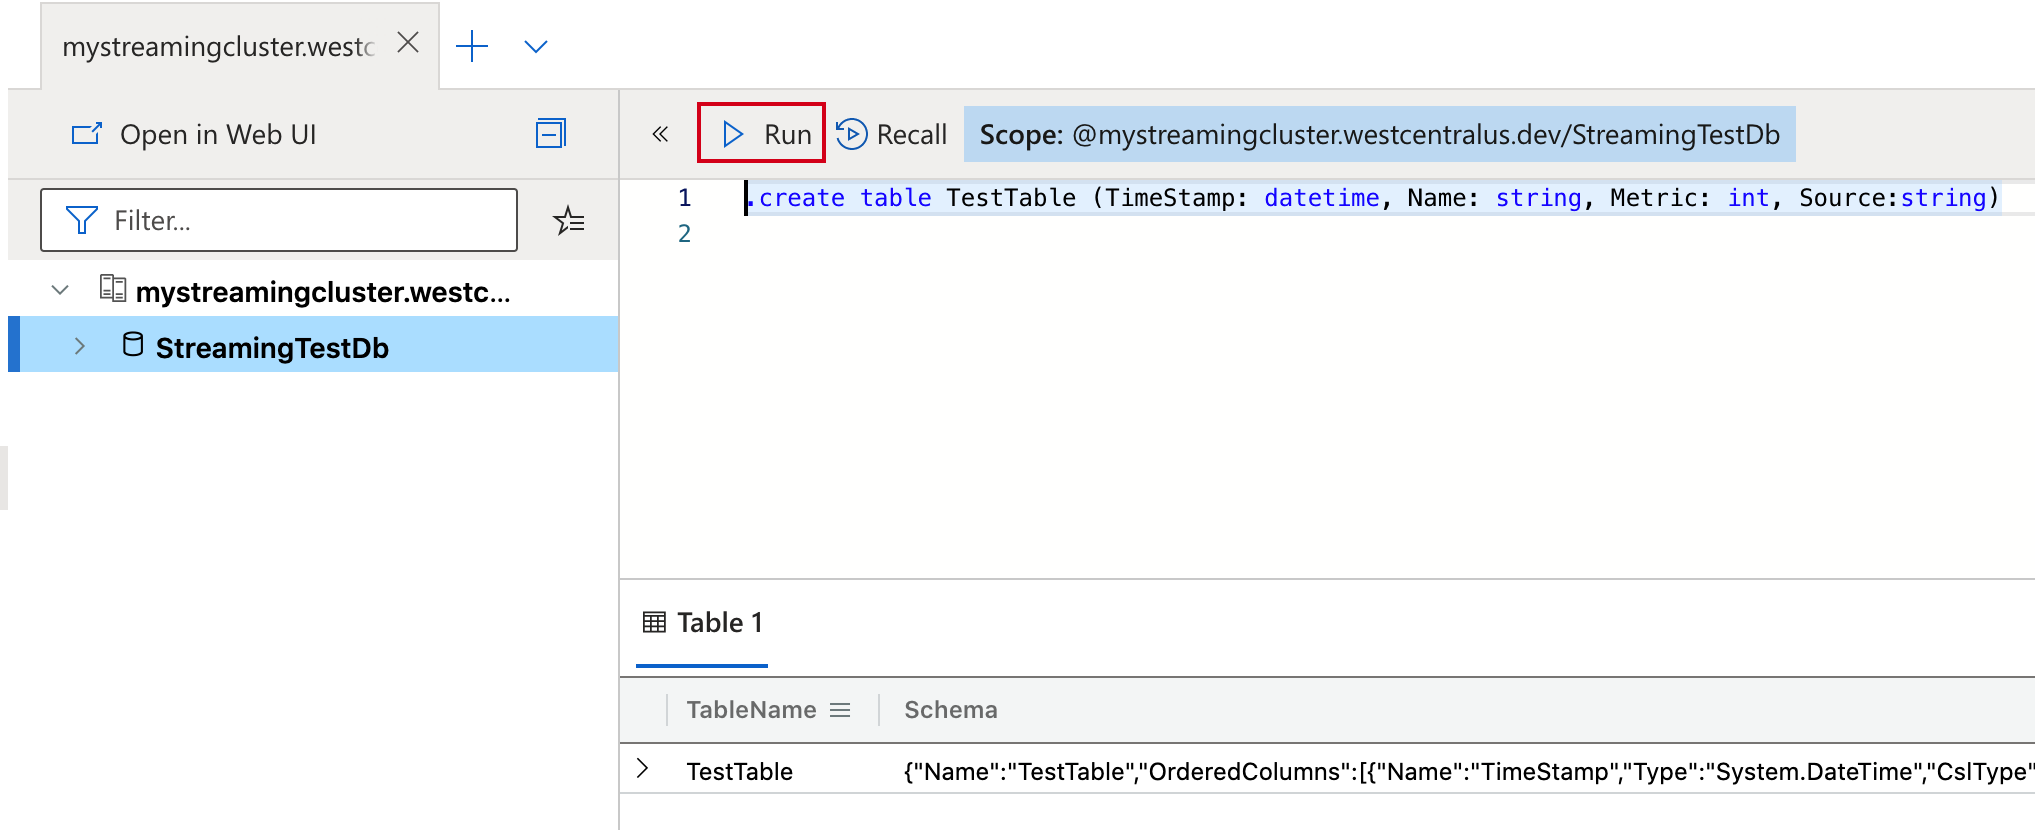 mystreamingcluster.westc
Open in Web UI
Run Recall Scope: @mystreamingcluster.westcentralus.dev/StreamingTestDb
Filter...
mystreamingcluster.westc...
StreamingTestDb
1 .create table TestTable (TimeStamp: datetime, Name: string, Metric: int, Source:string)
2
Table 1
TableName Schema
TestTable {"Name":"TestTable","OrderedColumns":[{"Name":"TimeStamp","Type":"System.DateTime","CslType"